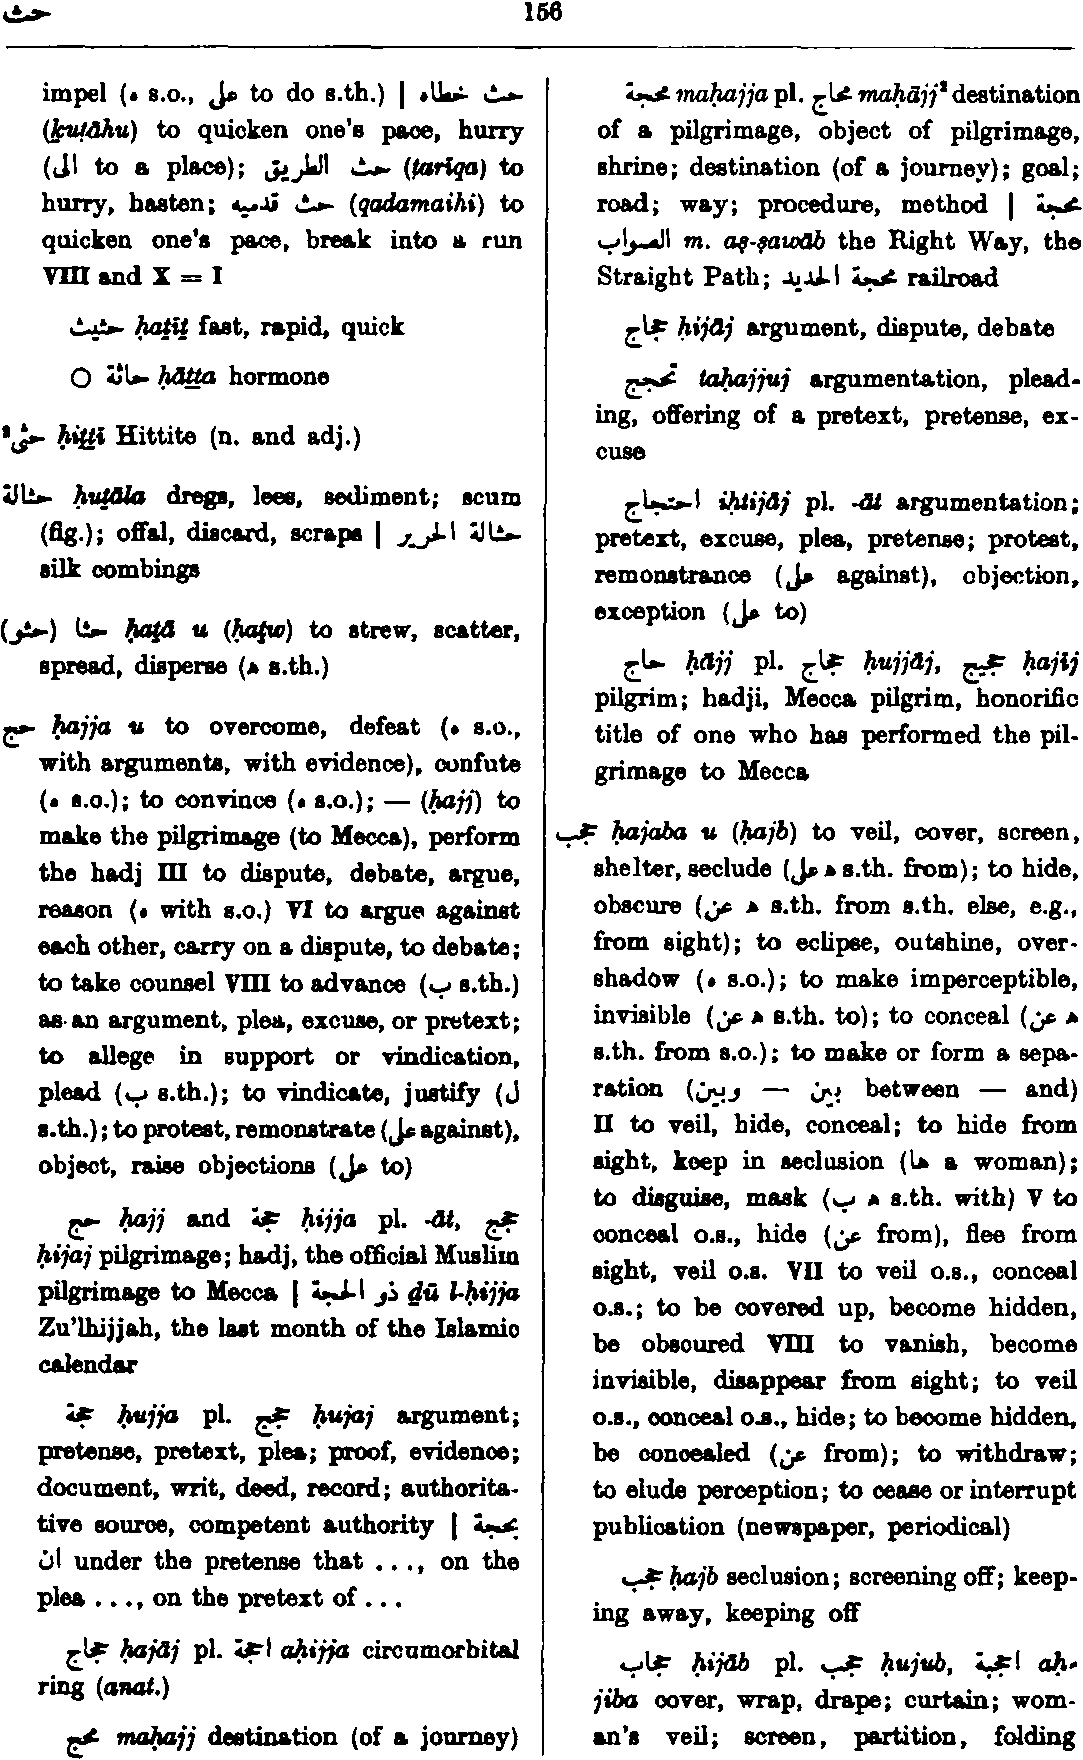 حث
156
impel (ه s.o., على to do s.th.) | حث خطاه
(ḵuṭāhu) to quicken one's pace, hurry
(الى to a place); حث الطريق (ṭarīqa) to
hurry, hasten; حث قدميه (qadamaihi) to
quicken one's pace, break into a run
VIII and X = I
حثيث ḥaṯīṯ fast, rapid, quick
○ حاثة ḥāṯṯa hormone
حثى² ḥiṯṯī Hittite (n. and adj.)
حثالة ḥuṯāla dregs, lees, sediment; scum
(fig.); offal, discard, scraps | حثالة الحرير
silk combings
(حثو) حثا ḥaṯā u (ḥaṯw) to strew, scatter,
spread, disperse (ه s.th.)
حج ḥajja u to overcome, defeat (ه s.o.,
with arguments, with evidence), confute
(ه s.o.); to convince (ه s.o.); — (ḥajj) to
make the pilgrimage (to Mecca), perform
the hadj III to dispute, debate, argue,
reason (ه with s.o.) VI to argue against
each other, carry on a dispute, to debate;
to take counsel VIII to advance (ب s.th.)
as an argument, plea, excuse, or pretext;
to allege in support or vindication,
plead (ب s.th.); to vindicate, justify (ل
s.th.); to protest, remonstrate (على against),
object, raise objections (على to)
حج ḥajj and حجة ḥijja pl. -āt, حجج
ḥijaj pilgrimage; hadj, the official Muslim
pilgrimage to Mecca | ذو الحجة ḏū l-ḥijja
Zu'lhijjah, the last month of the Islamic
calendar
حجة ḥujja pl. حجج ḥujaj argument;
pretense, pretext, plea; proof, evidence;
document, writ, deed, record; authorita-
tive source, competent authority | بحجة
ان under the pretense that . . ., on the
plea . . ., on the pretext of . . .
حجاج ḥajāj pl. احجة aḥijja circumorbital
ring (anat.)
محج maḥajj destination (of a journey)
محجة maḥajja pl. محاج maḥājj² destination
of a pilgrimage, object of pilgrimage,
shrine; destination (of a journey); goal;
road; way; procedure, method | محجة
الصواب m. aṣ-ṣawāb the Right Way, the
Straight Path; محجة الحديد railroad
حجاج ḥijāj argument, dispute, debate
تحجج taḥajjuj argumentation, plead-
ing, offering of a pretext, pretense, ex-
cuse
احتجاج iḥtijāj pl. -āt argumentation;
pretext, excuse, plea, pretense; protest,
remonstrance (على against), objection,
exception (على to)
حاج ḥājj pl. حجاج ḥujjāj, حجيج ḥajīj
pilgrim; hadji, Mecca pilgrim, honorific
title of one who has performed the pil-
grimage to Mecca
حجب ḥajaba u (ḥajb) to veil, cover, screen,
shelter, seclude (ه على s.th. from); to hide,
obscure (ه عن s.th. from s.th. else, e.g.,
from sight); to eclipse, outshine, over-
shadow (ه s.o.); to make imperceptible,
invisible (ه عن s.th. to); to conceal (ه عن
s.th. from s.o.); to make or form a sepa-
ration (بين — وبين between — and)
II to veil, hide, conceal; to hide from
sight, keep in seclusion (ها a woman);
to disguise, mask (ه ب s.th. with) V to
conceal o.s., hide (عن from), flee from
sight, veil o.s. VII to veil o.s., conceal
o.s.; to be covered up, become hidden,
be obscured VIII to vanish, become
invisible, disappear from sight; to veil
o.s., conceal o.s., hide; to become hidden,
be concealed (عن from); to withdraw;
to elude perception; to cease or interrupt
publication (newspaper, periodical)
حجب ḥajb seclusion; screening off; keep-
ing away, keeping off
حجاب ḥijāb pl. حجب ḥujub, احجبة aḥ-
jiba cover, wrap, drape; curtain; wom-
an's veil; screen, partition, folding